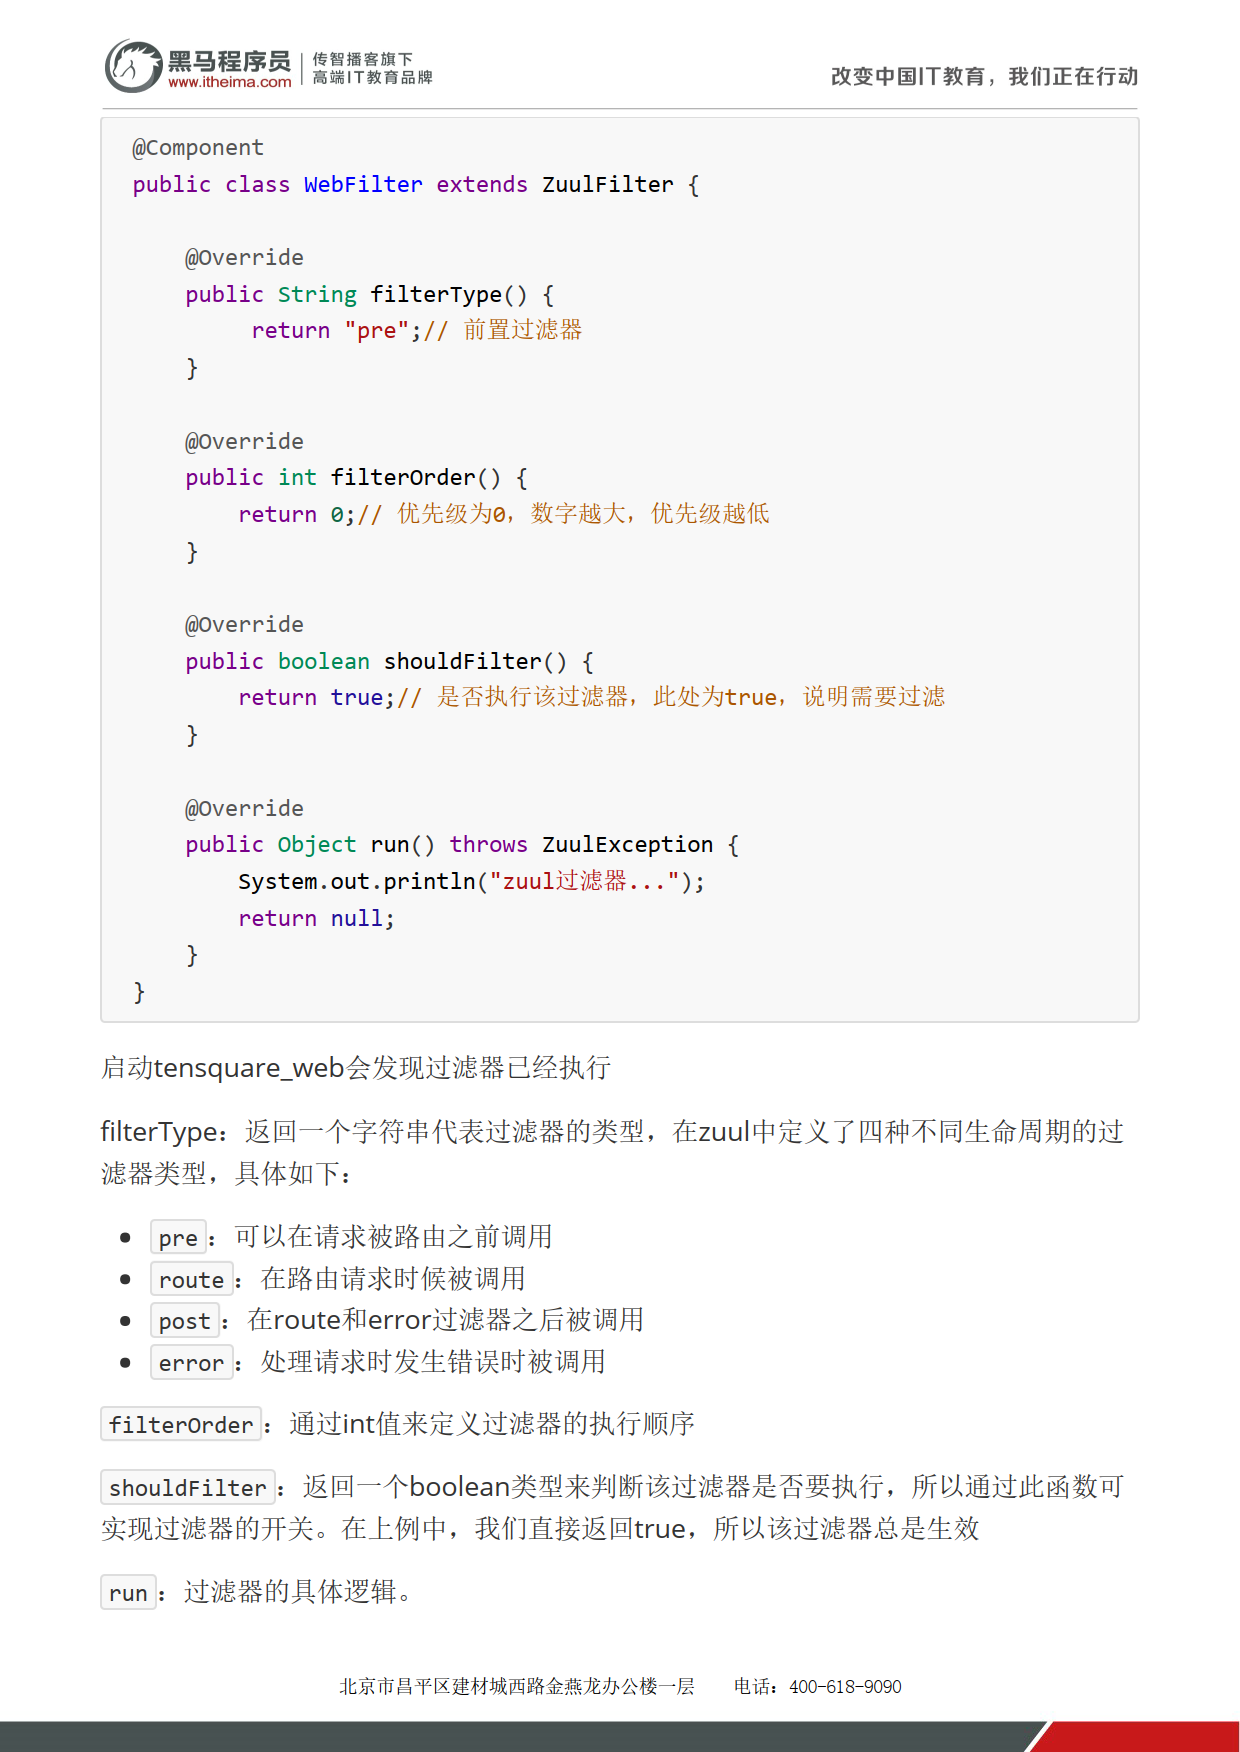 黑马程序员
www.itheima.com
传智播客旗下
高端IT教育品牌
改变中国IT教育，我们正在行动
@Component
public class WebFilter extends ZuulFilter {
@Override
public String filterType() {
return "pre";// 前置过滤器
}
@Override
public int filterOrder() {
return 0;// 优先级为0，数字越大，优先级越低
}
@Override
public boolean shouldFilter() {
return true;// 是否执行该过滤器，此处为true，说明需要过滤
}
@Override
public Object run() throws ZuulException {
System.out.println("zuul过滤器...");
return null;
}
}
启动tensquare_web会发现过滤器已经执行
filterType：返回一个字符串代表过滤器的类型，在zuul中定义了四种不同生命周期的过
滤器类型，具体如下：
• pre：可以在请求被路由之前调用
• route：在路由请求时候被调用
• post：在route和error过滤器之后被调用
• error：处理请求时发生错误时被调用
filterOrder：通过int值来定义过滤器的执行顺序
shouldFilter：返回一个boolean类型来判断该过滤器是否要执行，所以通过此函数可
实现过滤器的开关。在上例中，我们直接返回true，所以该过滤器总是生效
run：过滤器的具体逻辑。
北京市昌平区建材城西路金燕龙办公楼一层 电话：400-618-9090